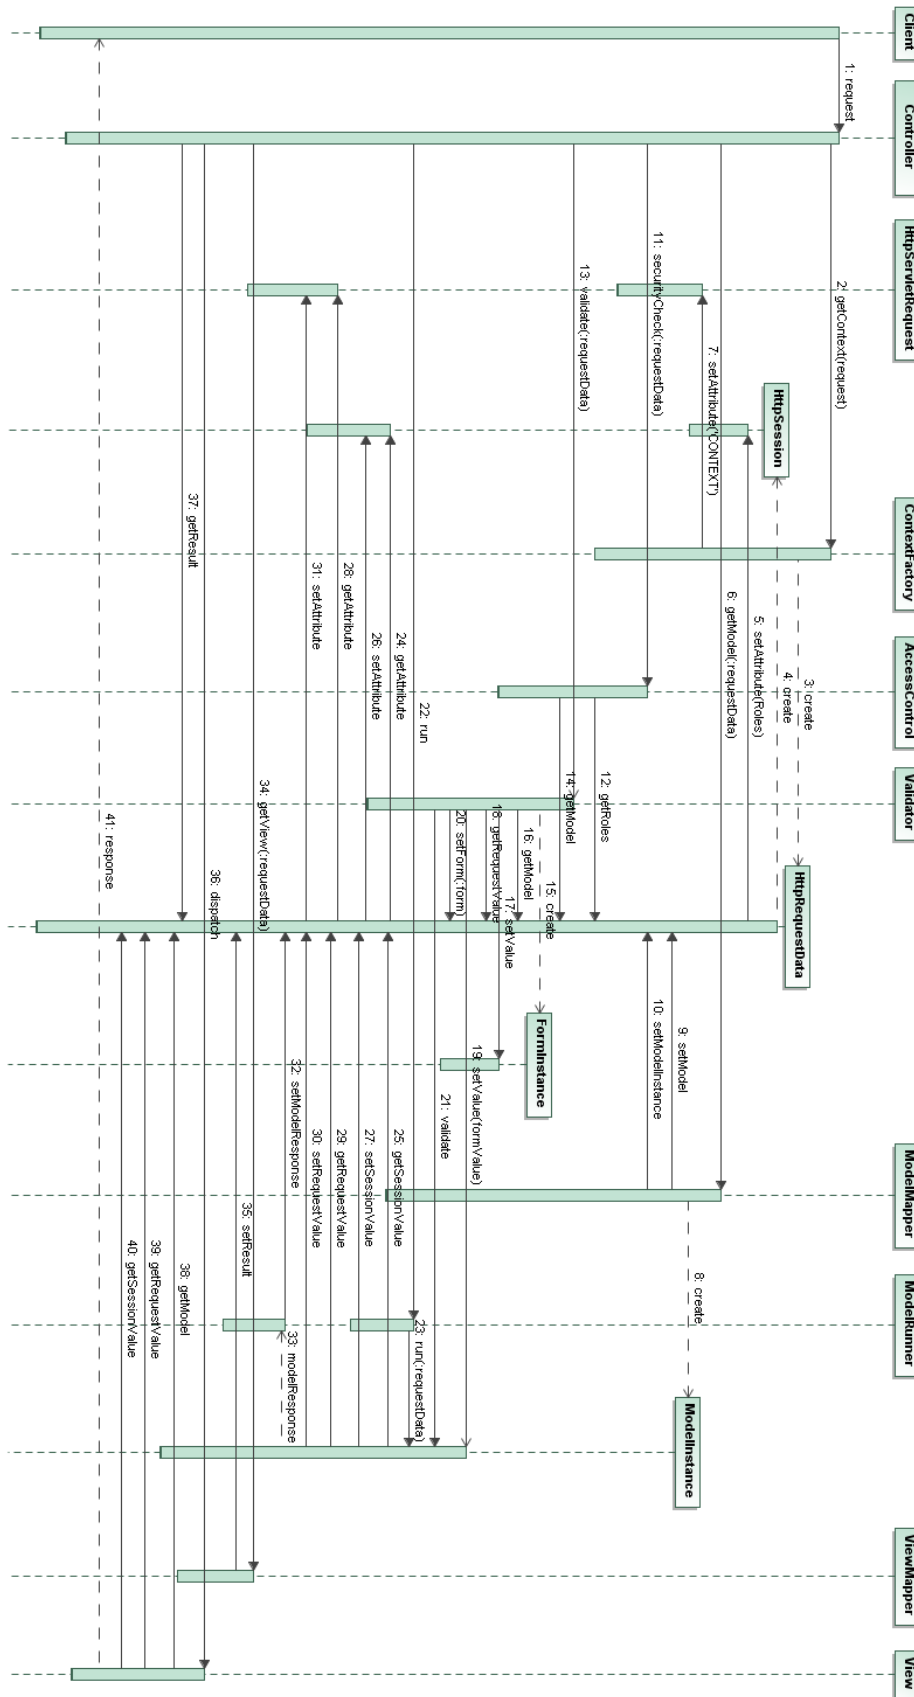 Client
Controller
HttpServletRequest
HttpSession
ContextFactory
AccessControl
Validator
HttpRequestData
FormInstance
ModelMapper
ModelRunner
ModelInstance
ViewMapper
View
1: request
2: getContext(request)
3: create
4: create
5: setAttribute(Roles)
6: getModel(:requestData)
7: setAttribute('CONTEXT')
8: create
9: setModel
10: setModelInstance
11: securityCheck(:requestData)
12: getRoles
13: validate(:requestData)
14: getModel
15: create
16: getModel
17: setValue
18: getRequestValue
19: setValue(formValue)
20: setForm(:form)
21: validate
22: run
23: run(:requestData)
24: getAttribute
25: getSessionValue
26: setAttribute
27: setSessionValue
28: getAttribute
29: getRequestValue
30: setRequestValue
31: setAttribute
32: setModelResponse
33: modelResponse
34: getView(:requestData)
35: setResult
36: dispatch
37: getResult
38: getModel
39: getRequestValue
40: getSessionValue
41: response